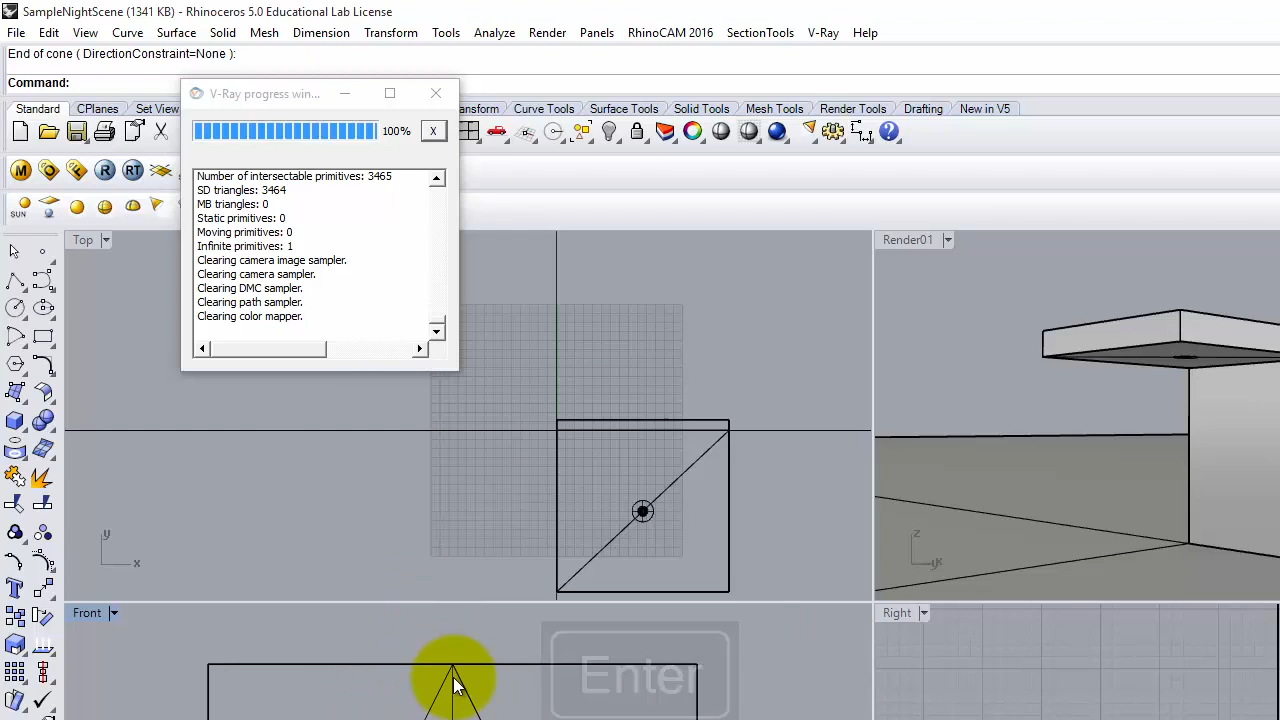 SampleNightScene (1341 KB) - Rhinoceros 5.0 Educational Lab License
File Edit View Curve Surface Solid Mesh Dimension Transform Tools Analyze Render Panels RhinoCAM 2016 SectionTools V-Ray Help
End of cone ( DirectionConstraint=None ):
Command:
V-Ray progress win...
Standard CPlanes Set View ansform Curve Tools Surface Tools Solid Tools Mesh Tools Render Tools Drafting New in V5
100% X
M O F R RT
Number of intersectable primitives: 3465
SD triangles: 3464
MB triangles: 0
Static primitives: 0
Moving primitives: 0
Infinite primitives: 1
Clearing camera image sampler.
Clearing camera sampler.
Clearing DMC sampler.
Clearing path sampler.
Clearing color mapper.
SUN
Top
Render01
y
x
z
y x
Front
Right
Enter